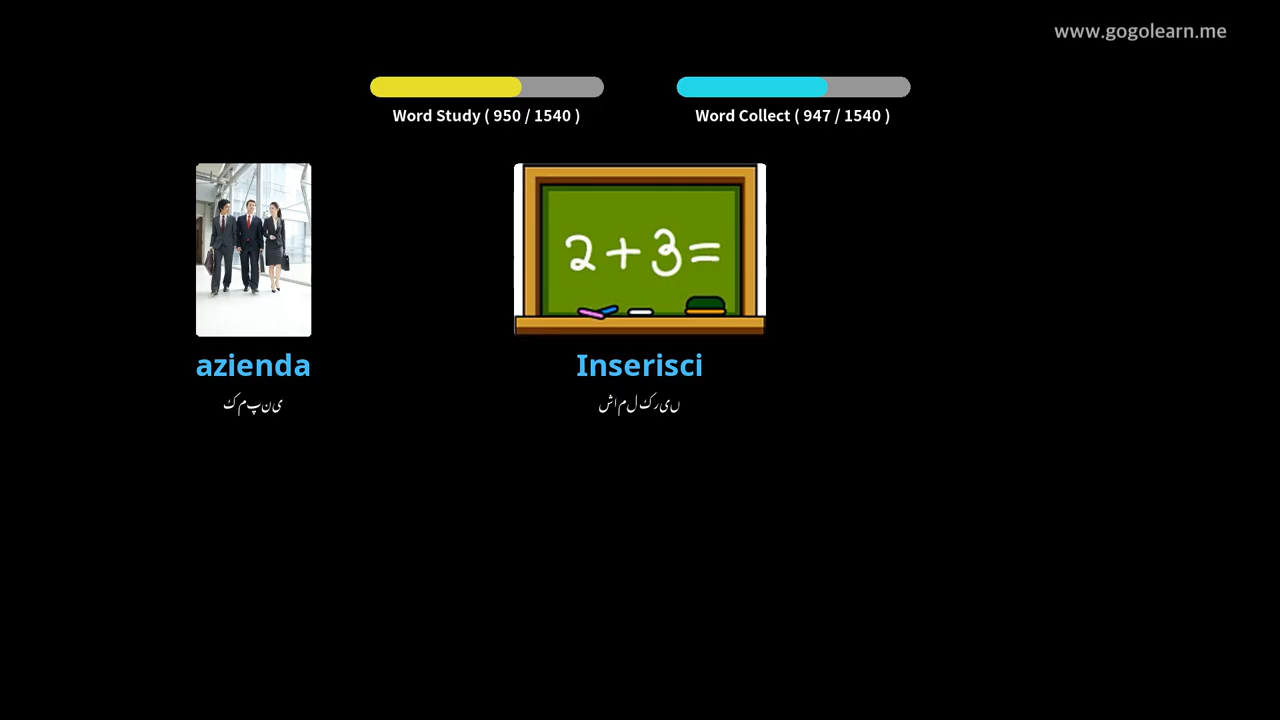 www.gogolearn.me
Word Study ( 950 / 1540 )
Word Collect ( 947 / 1540 )
2+3=
azienda
کمپنی
Inserisci
شامل کریں